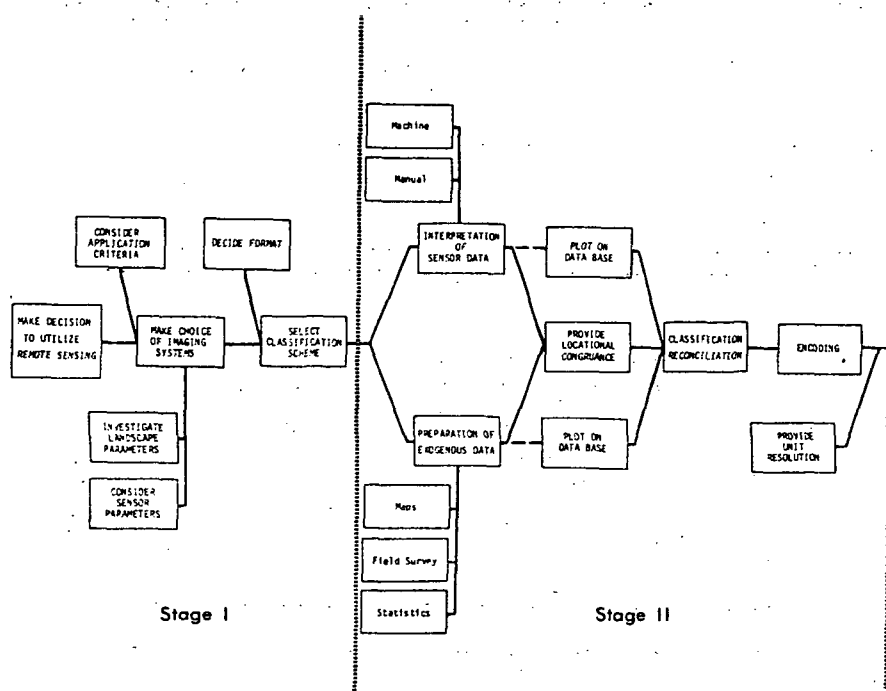 Machine
Manual
CONSIDER
APPLICATION
CRITERIA
DECIDE FORMAT
INTERPRETATION
OF
SENSOR DATA
PLOT ON
DATA BASE
MAKE DECISION
TO UTILIZE
REMOTE SENSING
MAKE CHOICE
OF IMAGING
SYSTEMS
SELECT
CLASSIFICATION
SCHEME
PROVIDE
LOCATIONAL
CONGRUANCE
CLASSIFICATION
RECONCILIATION
ENCODING
INVESTIGATE
LANDSCAPE
PARAMETERS
PREPARATION OF
EXOGENOUS DATA
PLOT ON
DATA BASE
PROVIDE
UNIT
RESOLUTION
CONSIDER
SENSOR
PARAMETERS
Maps
Field Survey
Statistics
Stage I
Stage II